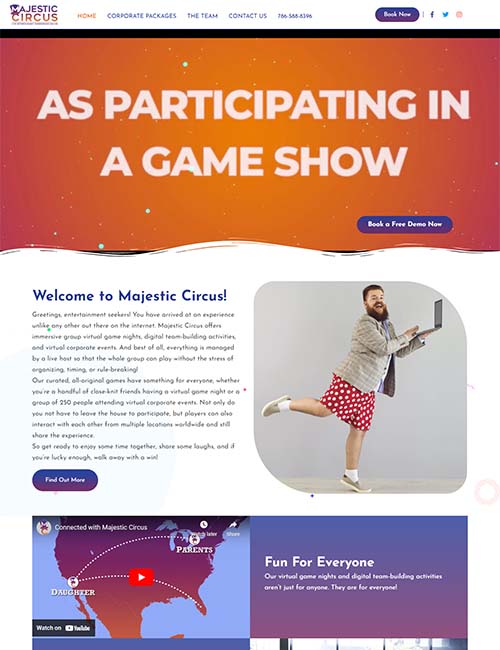 MAJESTIC
CIRCUS
HOME
CORPORATE PACKAGES
THE TEAM
CONTACT US
786-588-8396
Book Now
AS PARTICIPATING IN
A GAME SHOW
Book a Free Demo Now
Welcome to Majestic Circus!
Greetings, entertainment seekers! You have arrived at an experience
unlike any other out there on the internet. Majestic Circus offers
immersive group virtual game nights, digital team-building activities,
and virtual corporate events. And best of all, everything is managed
by a live host so that the whole group can play without the stress of
organizing, timing, or rule-breaking!
Our curated, all-original games have something for everyone, whether
you're a handful of close-knit friends having a virtual game night or a
group of 250 people attending virtual corporate events. Not only do
you not have to leave the house to participate, but players can also
interact with each other from multiple locations worldwide and still
share the experience.
So get ready to enjoy some time together, share some laughs, and if
you're lucky enough, walk away with a win!
Find Out More
Connected with Majestic Circus
Watch later
Share
PARENTS
DAUGHTER
Watch on YouTube
Fun For Everyone
Our virtual game nights and digital team-building activities
aren't just for anyone. They are for everyone!